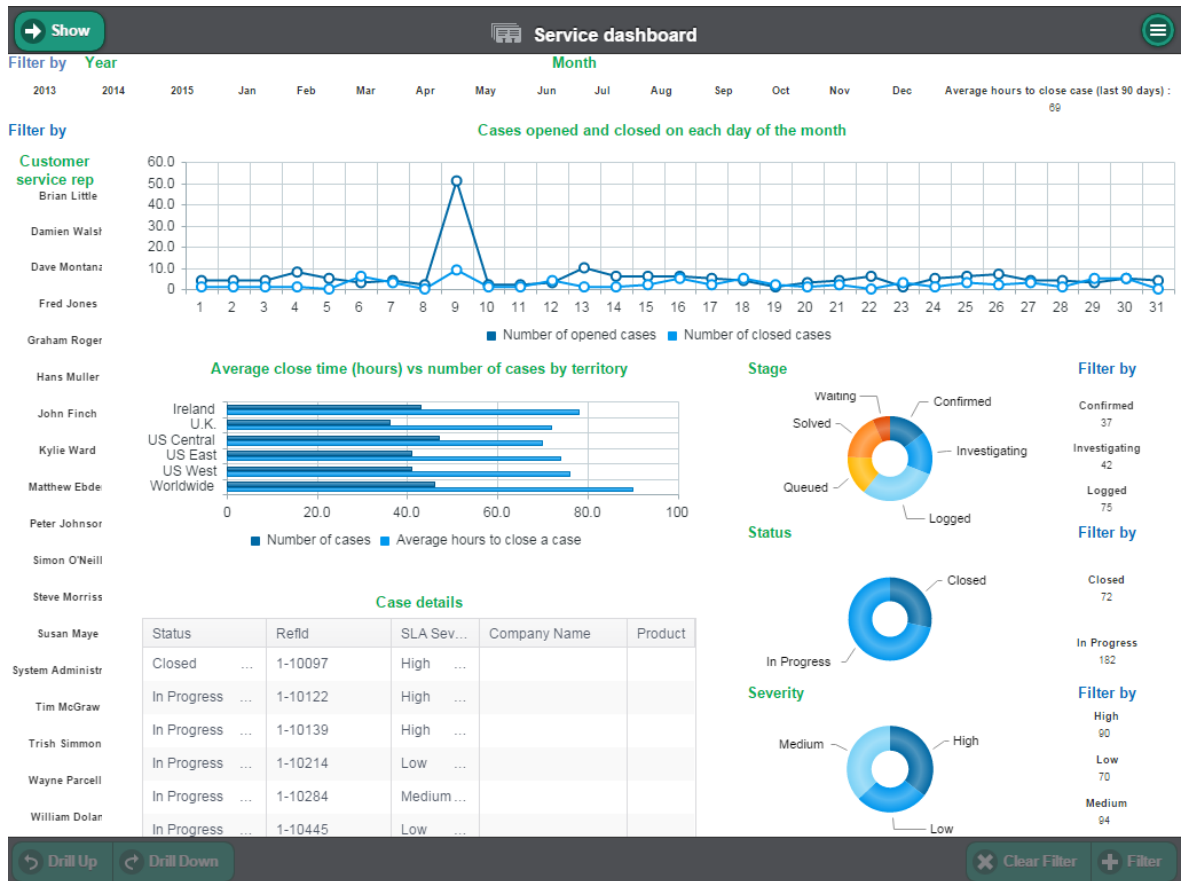 Show
Service dashboard
Filter by Year Month
2013 2014 2015 Jan Feb Mar Apr May Jun Jul Aug Sep Oct Nov Dec Average hours to close case (last 90 days) :
69
Filter by
Cases opened and closed on each day of the month
Customer
service rep
Brian Little
Damien Walsh
Dave Montana
Fred Jones
Graham Roger
Hans Muller
John Finch
Kylie Ward
Matthew Ebde
Peter Johnsor
Simon O'Neill
Steve Morriss
Susan Maye
System Administr
Tim McGraw
Trish Simmon
Wayne Parcell
William Dolan
60.0
50.0
40.0
30.0
20.0
10.0
0
1 2 3 4 5 6 7 8 9 10 11 12 13 14 15 16 17 18 19 20 21 22 23 24 25 26 27 28 29 30 31
Number of opened cases Number of closed cases
Average close time (hours) vs number of cases by territory
Ireland
U.K.
US Central
US East
US West
Worldwide
0 20.0 40.0 60.0 80.0 100
Number of cases Average hours to close a case
Stage
Waiting
Confirmed
Solved
Investigating
Queued
Logged
Filter by
Confirmed
37
Investigating
42
Logged
75
Status
Closed
In Progress
Filter by
Closed
72
In Progress
182
Severity
Medium
High
Low
Filter by
High
90
Low
70
Medium
94
Case details
Status RefId SLA Sev... Company Name Product
Closed ... 1-10097 High ...
In Progress ... 1-10122 High ...
In Progress ... 1-10139 High ...
In Progress ... 1-10214 Low ...
In Progress ... 1-10284 Medium ...
In Progress ... 1-10445 Low ...
Drill Up Drill Down Clear Filter Filter